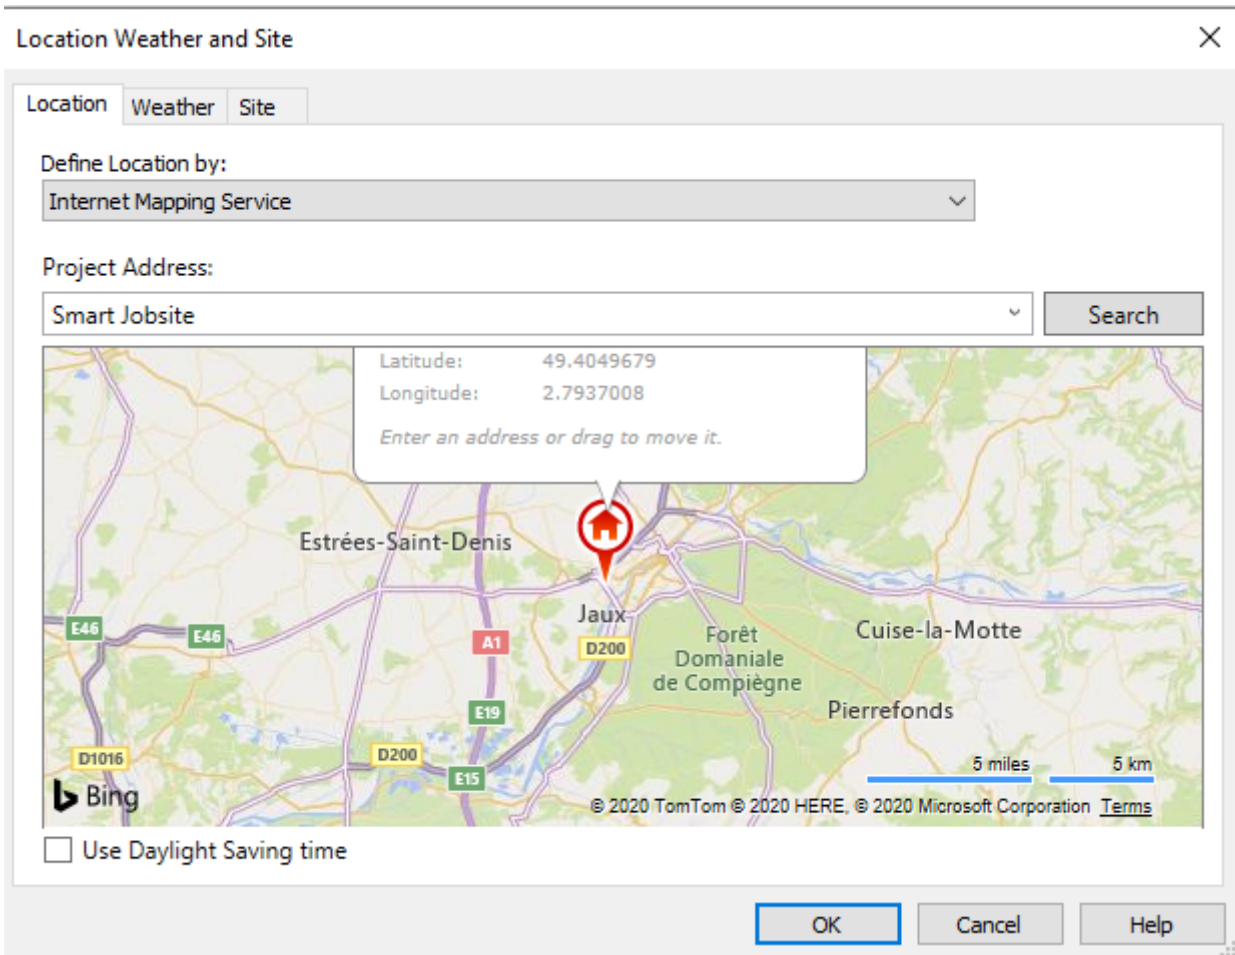 Location Weather and Site
Location Weather Site
Define Location by:
Internet Mapping Service
Project Address:
Smart Jobsite
Search
Latitude: 49.4049679
Longitude: 2.7937008
Enter an address or drag to move it.
Estrées-Saint-Denis
Jaux
E46
E46
A1
D200
Forêt
Domaniale
de Compiègne
Cuise-la-Motte
Pierrefonds
E19
D1016
D200
E15
5 miles 5 km
Bing
© 2020 TomTom © 2020 HERE, © 2020 Microsoft Corporation Terms
Use Daylight Saving time
OK Cancel Help